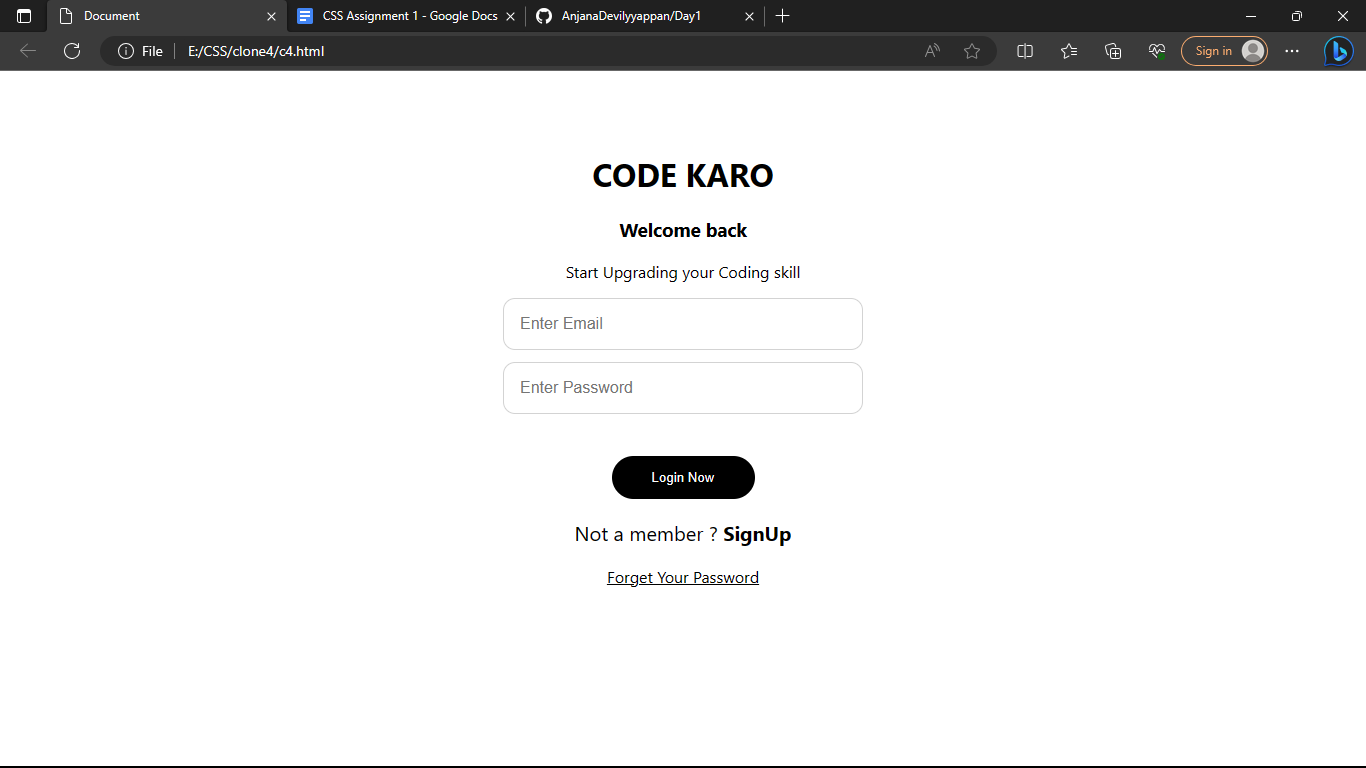 Document
CSS Assignment 1 - Google Docs
AnjanaDevilyyappan/Day1
File
E:/CSS/clone4/c4.html
Sign in
CODE KARO
Welcome back
Start Upgrading your Coding skill
Enter Email
Enter Password
Login Now
Not a member ? SignUp
Forget Your Password